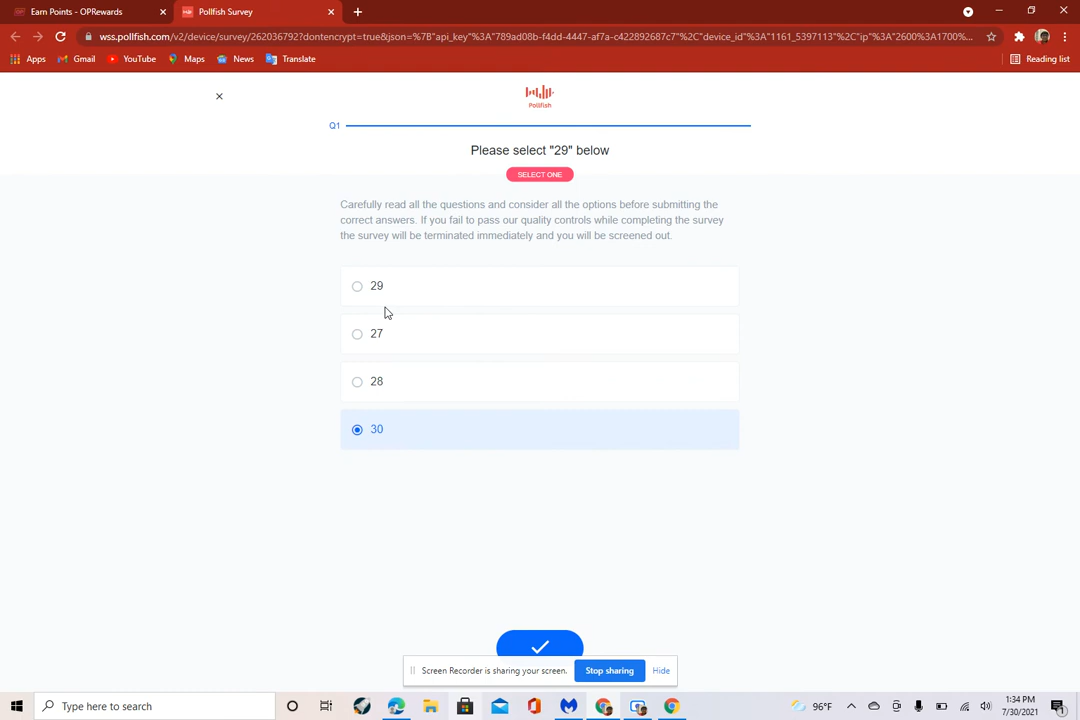 Earn Points - OPRewards
Pollfish Survey
wss.pollfish.com/v2/device/survey/262036792?dontencrypt=true&json=%7B"api_key"%3A"789ad08b-f4dd-4447-af7a-c422892687c7"%2C"device_id"%3A"1161_5397113"%2C"ip"%3A"2600%3A1700%...
Apps
Gmail
YouTube
Maps
News
Translate
Reading list
Pollfish
Q1
Please select "29" below
SELECT ONE
Carefully read all the questions and consider all the options before submitting the
correct answers. If you fail to pass our quality controls while completing the survey
the survey will be terminated immediately and you will be screened out.
29
27
28
30
Screen Recorder is sharing your screen.
Stop sharing
Hide
Type here to search
96°F
1:34 PM
7/30/2021
1